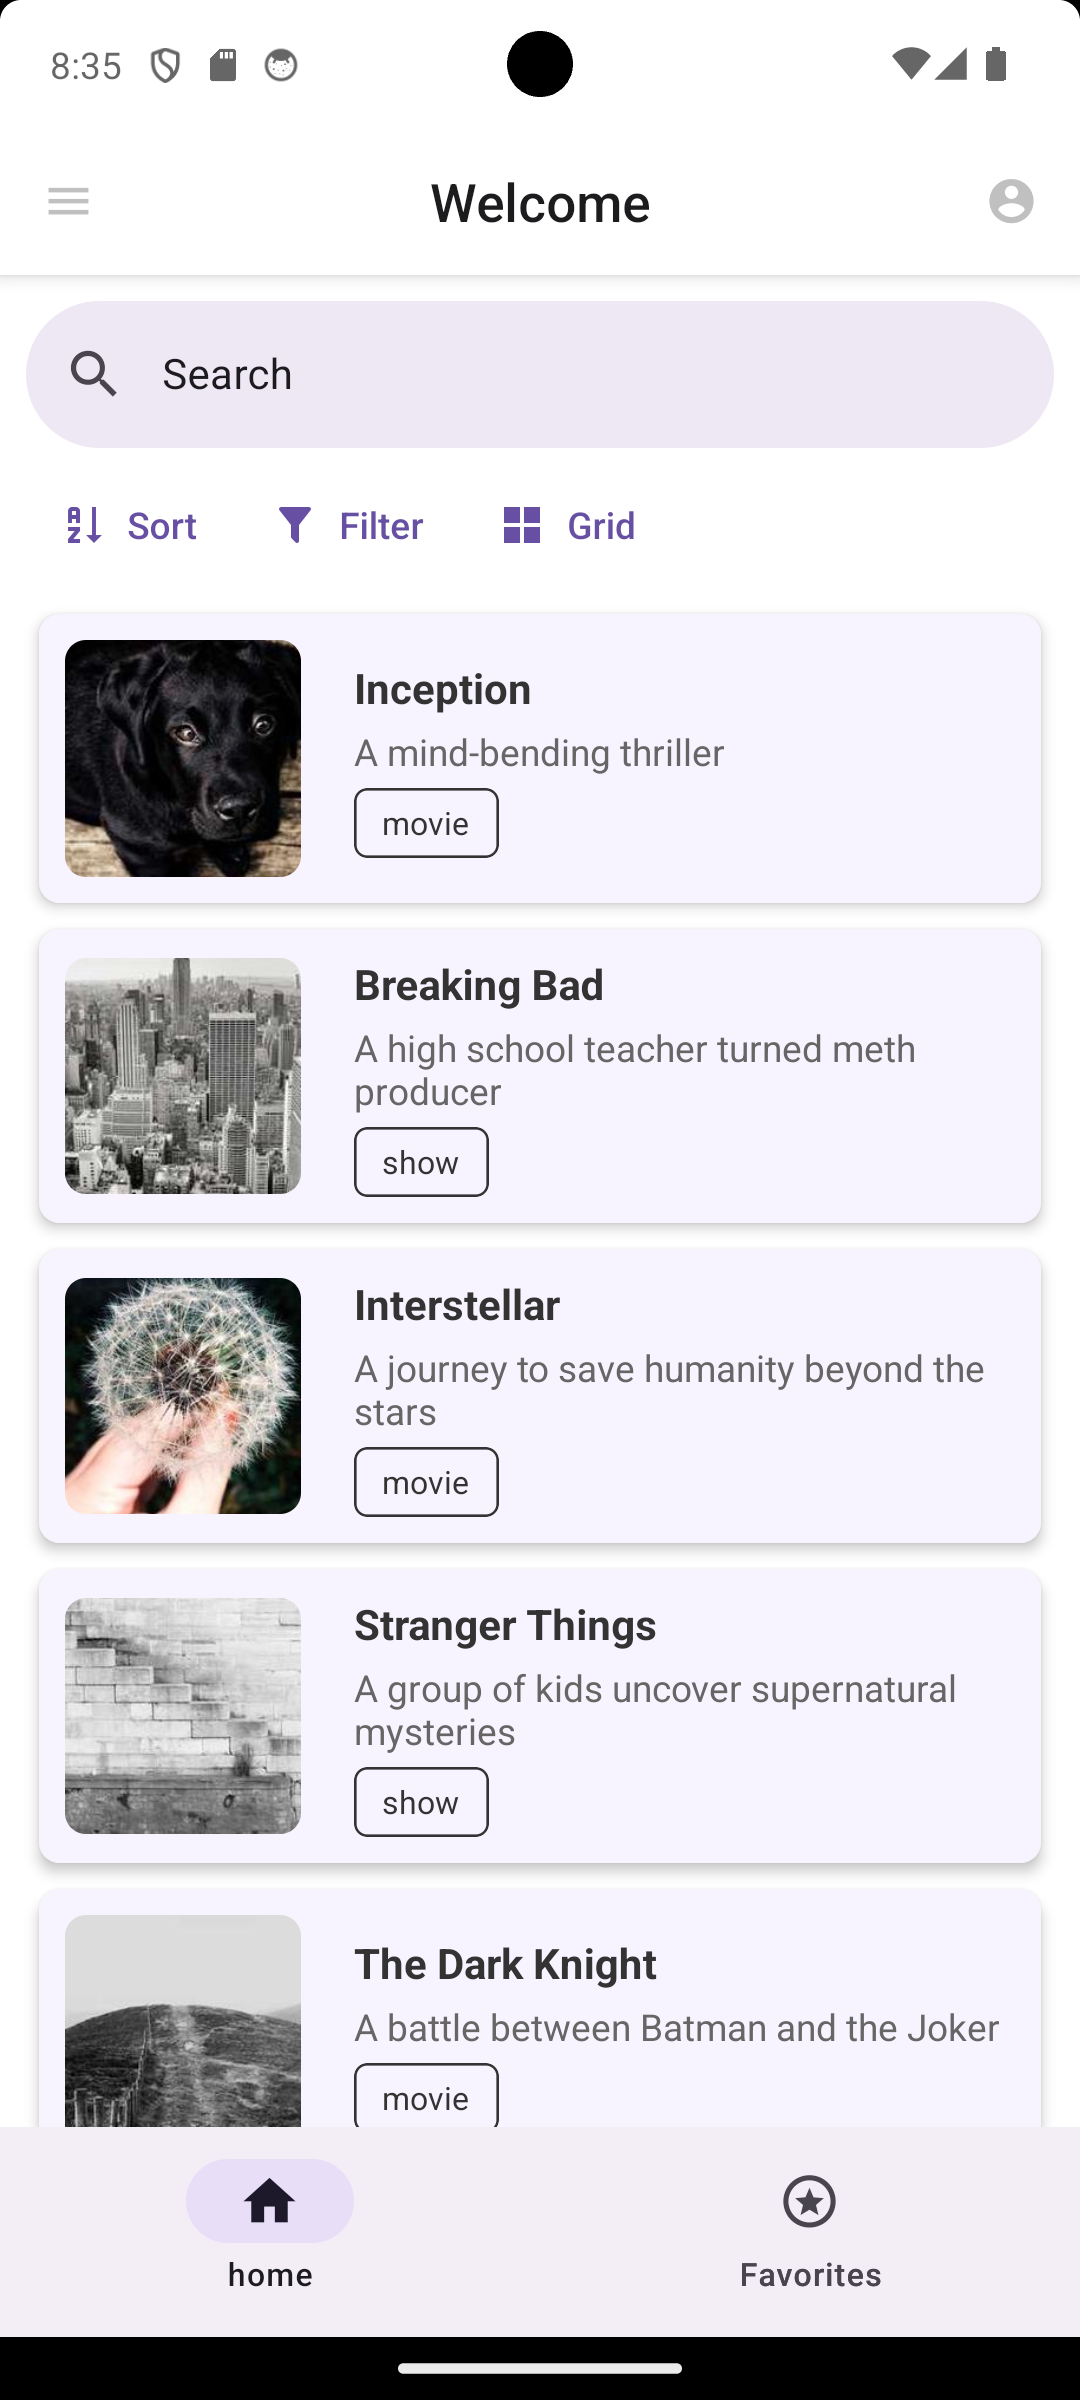 8:35
Welcome
Search
Sort
Filter
Grid
Inception
A mind-bending thriller
movie
Breaking Bad
A high school teacher turned meth
producer
show
Interstellar
A journey to save humanity beyond the
stars
movie
Stranger Things
A group of kids uncover supernatural
mysteries
show
The Dark Knight
A battle between Batman and the Joker
movie
home
Favorites